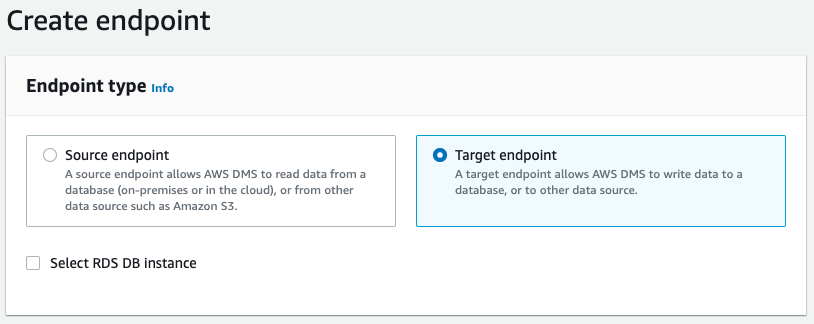 Create endpoint
Endpoint type Info
Source endpoint
A source endpoint allows AWS DMS to read data from a
database (on-premises or in the cloud), or from other
data source such as Amazon S3.
Target endpoint
A target endpoint allows AWS DMS to write data to a
database, or to other data source.
Select RDS DB instance